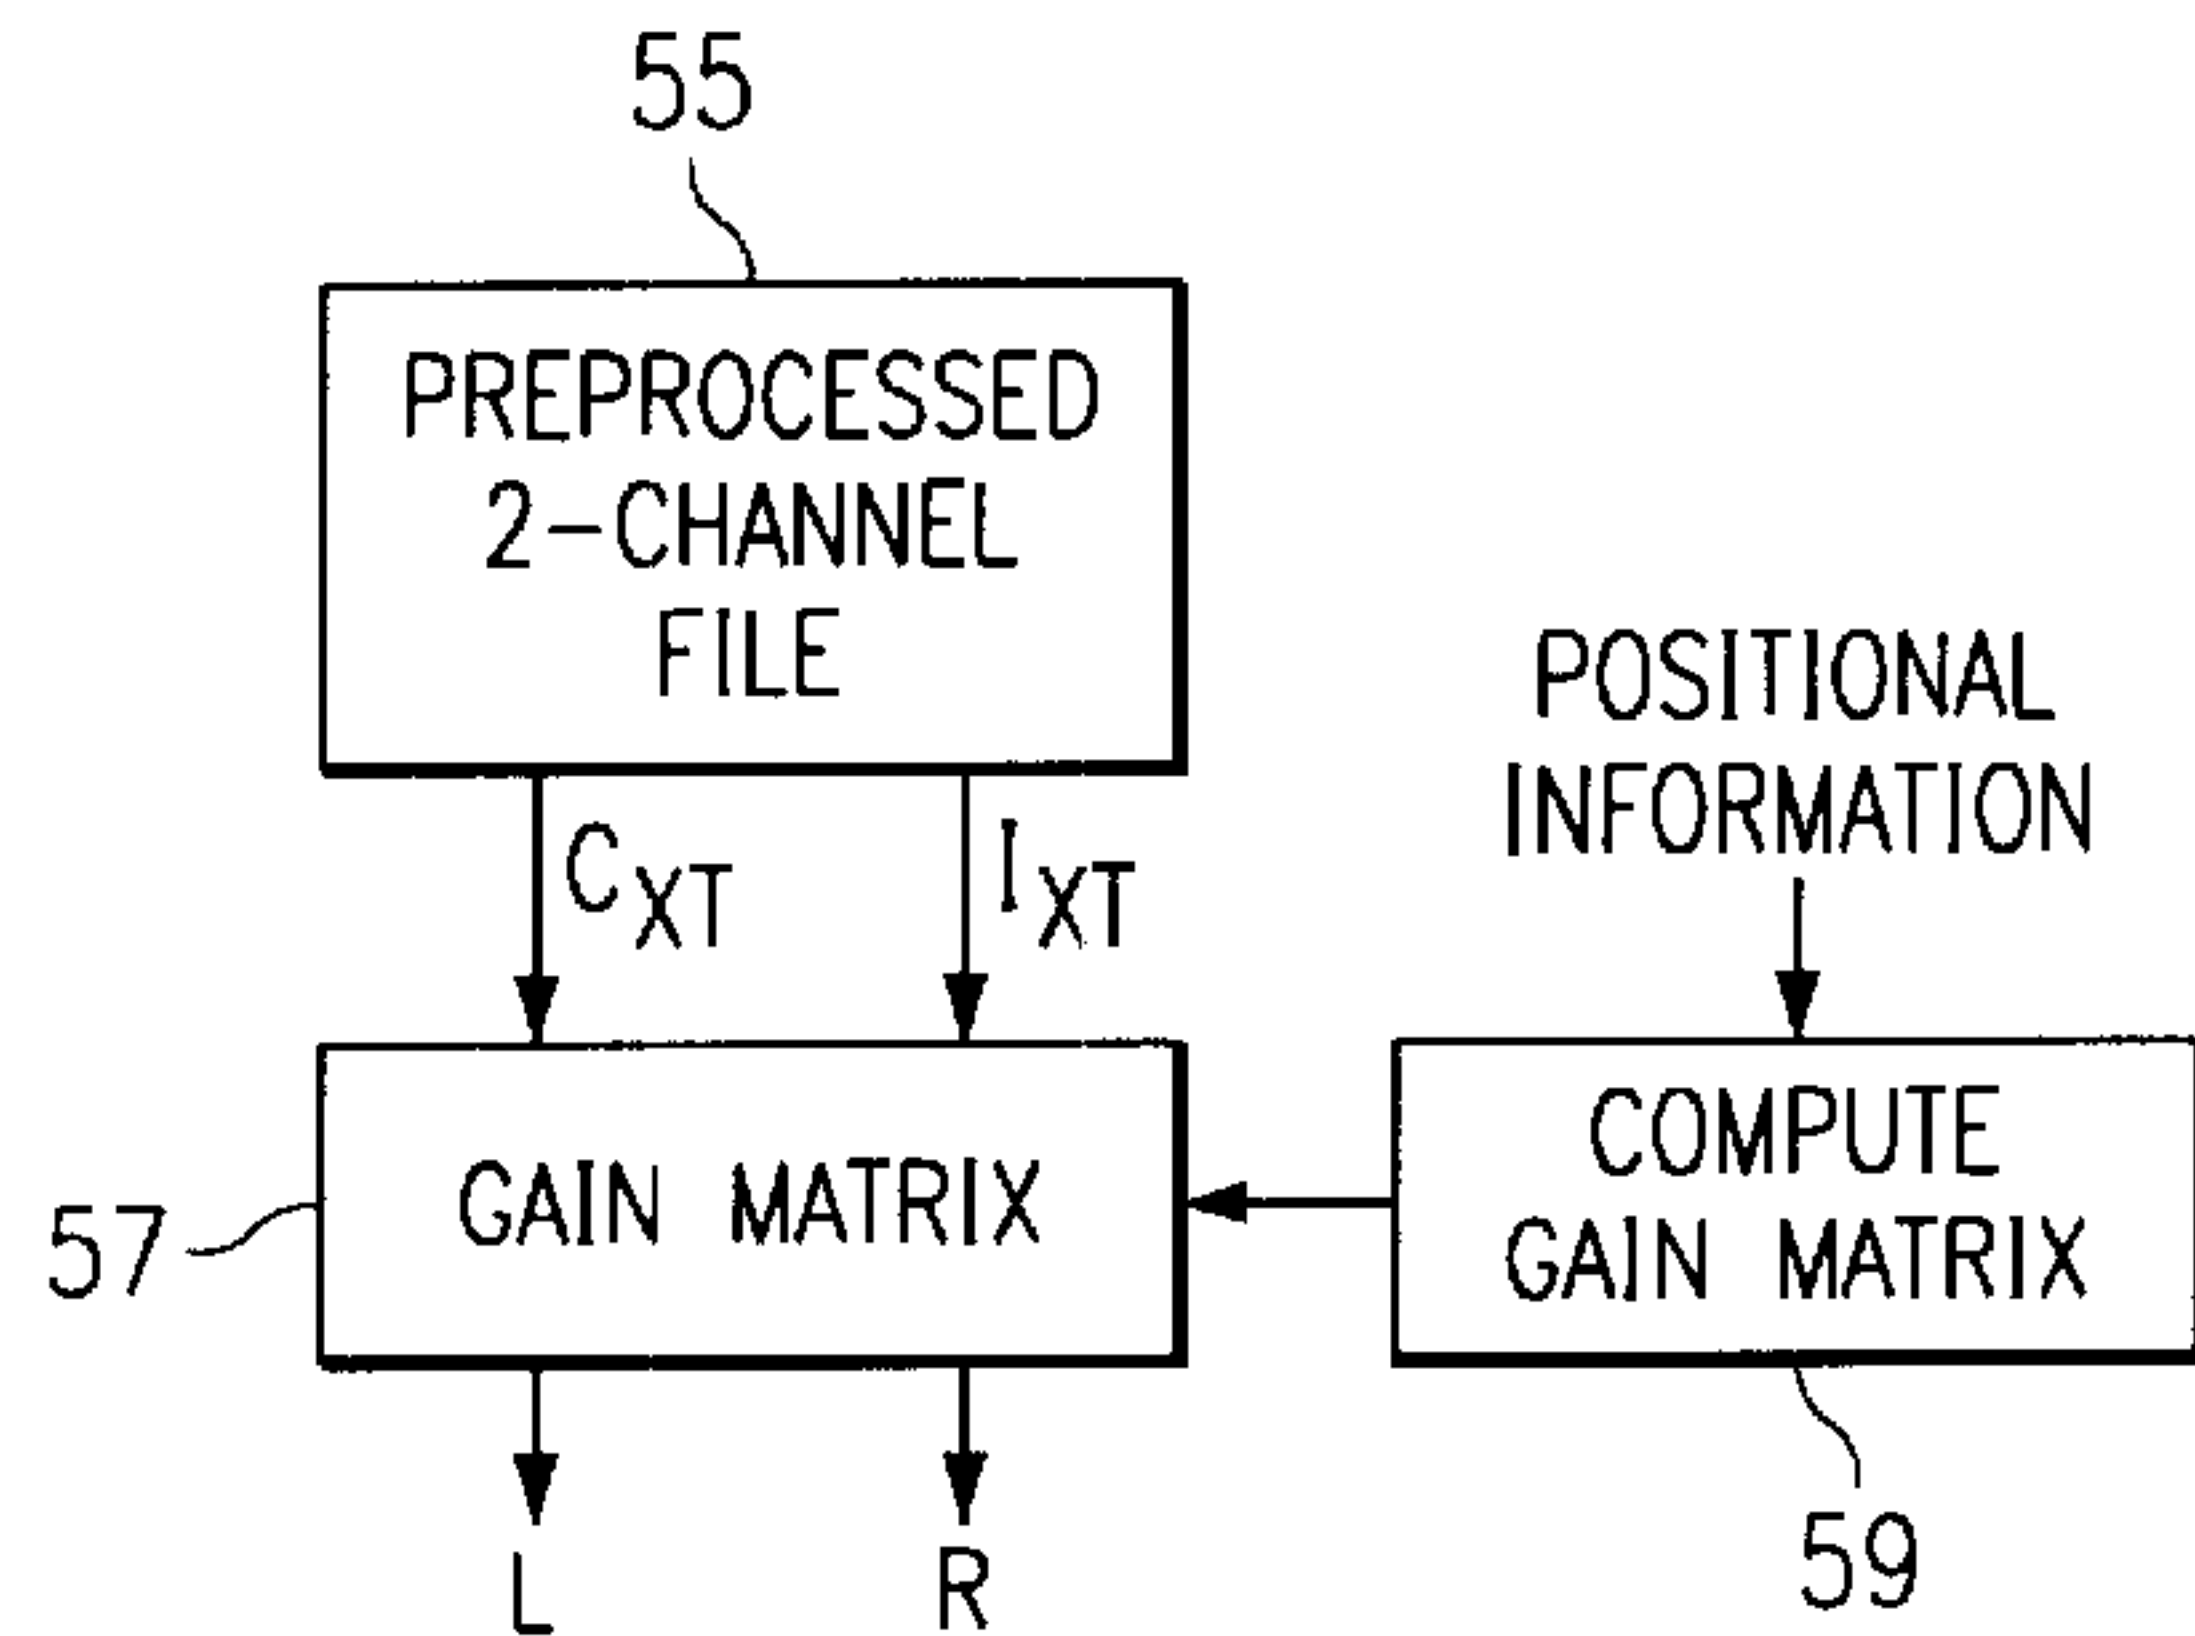 55
PREPROCESSED
2-CHANNEL
FILE
POSITIONAL
INFORMATION
C_XT
I_XT
COMPUTE
GAIN MATRIX
GAIN MATRIX
57
59
L
R